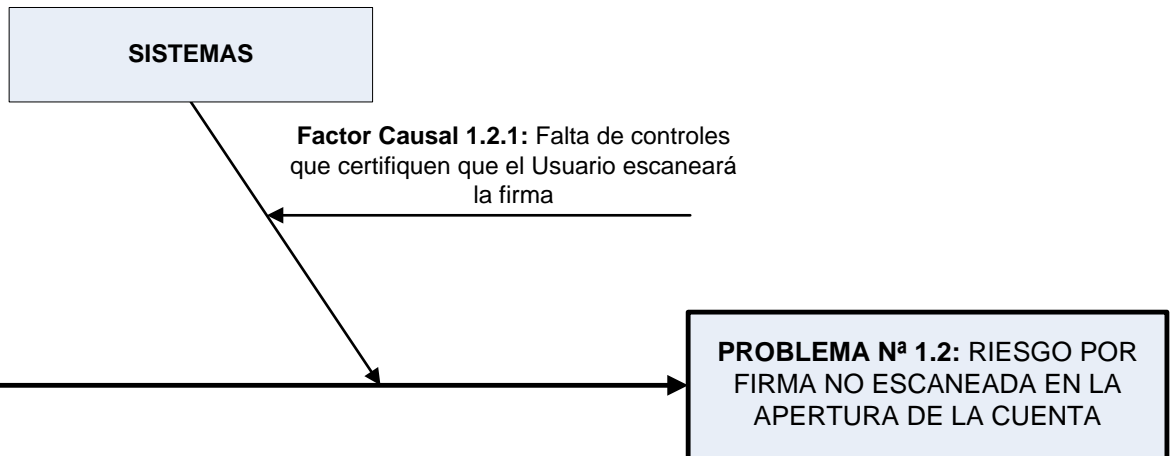 SISTEMAS
Factor Causal 1.2.1: Falta de controles
que certifiquen que el Usuario escaneará
la firma
PROBLEMA Nª 1.2: RIESGO POR
FIRMA NO ESCANEADA EN LA
APERTURA DE LA CUENTA